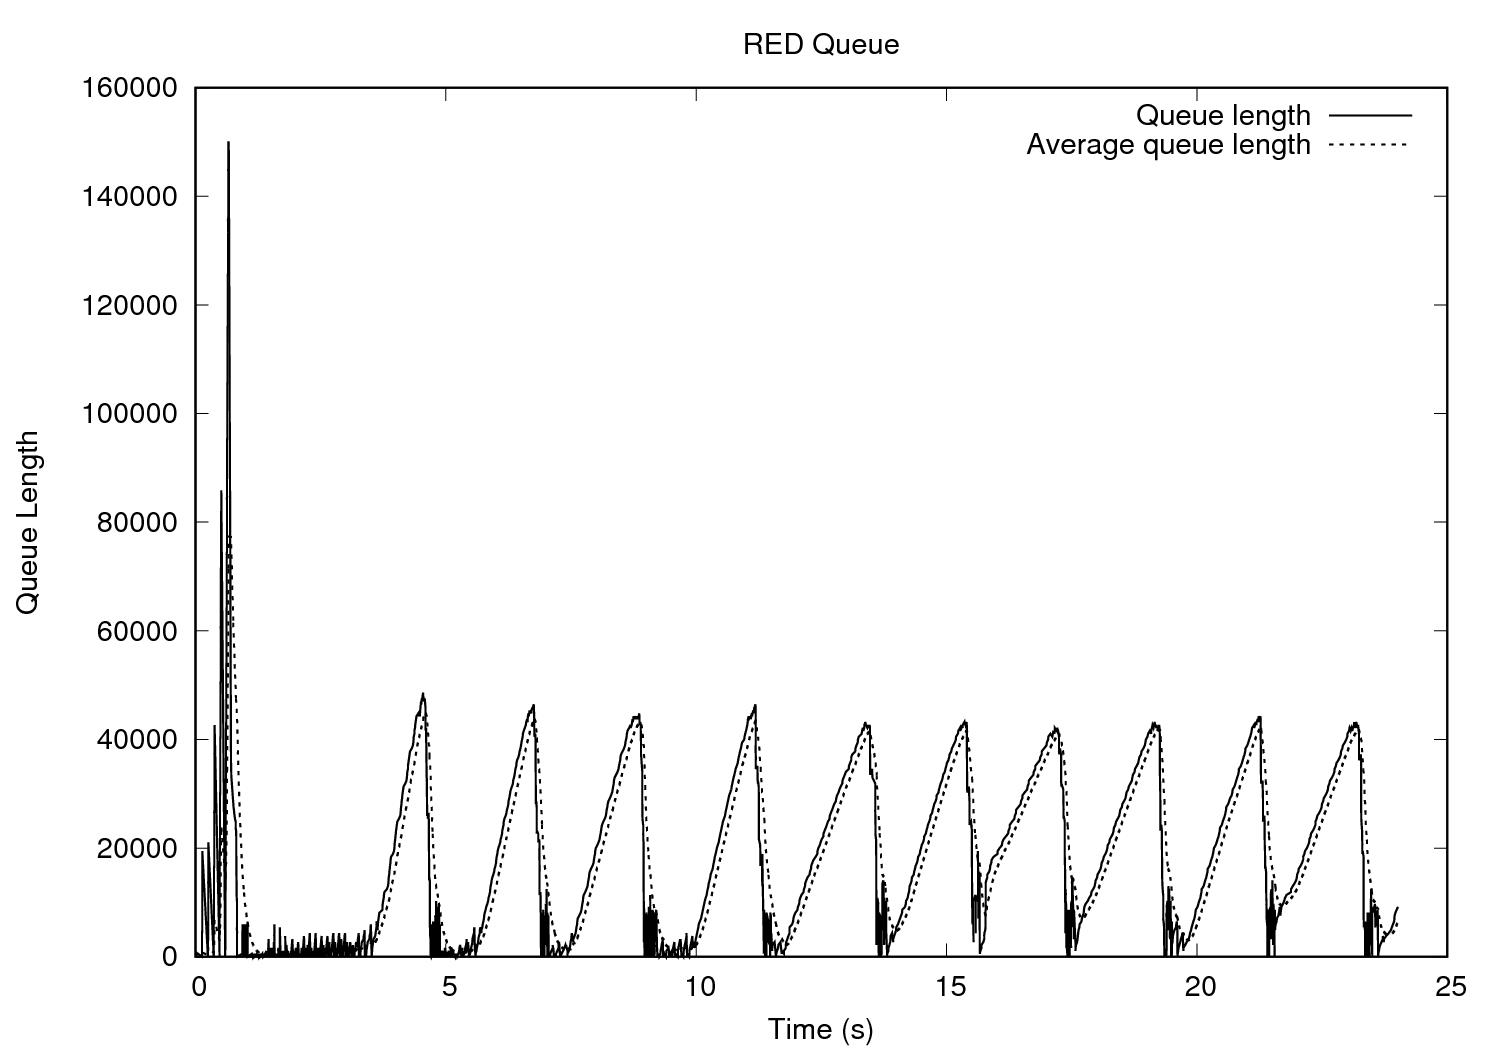 RED Queue
160000
140000
120000
100000
80000
60000
40000
20000
0
Queue Length
Queue length
Average queue length
0 5 10 15 20 25
Time (s)